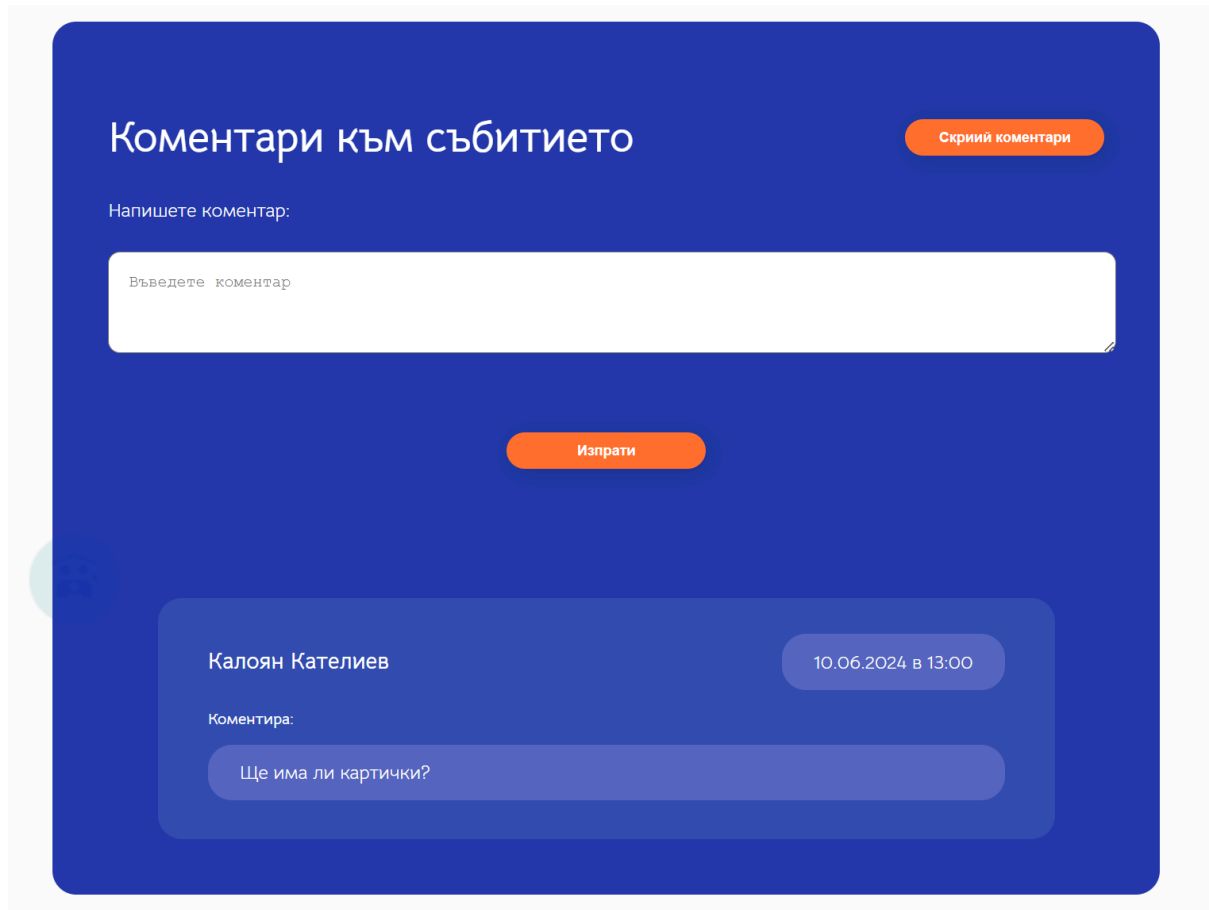 Коментари към събитието
Скриий коментари
Напишете коментар:
Въведете коментар
Изпрати
Калоян Кателиев
10.06.2024 в 13:00
Коментира:
Ще има ли картички?